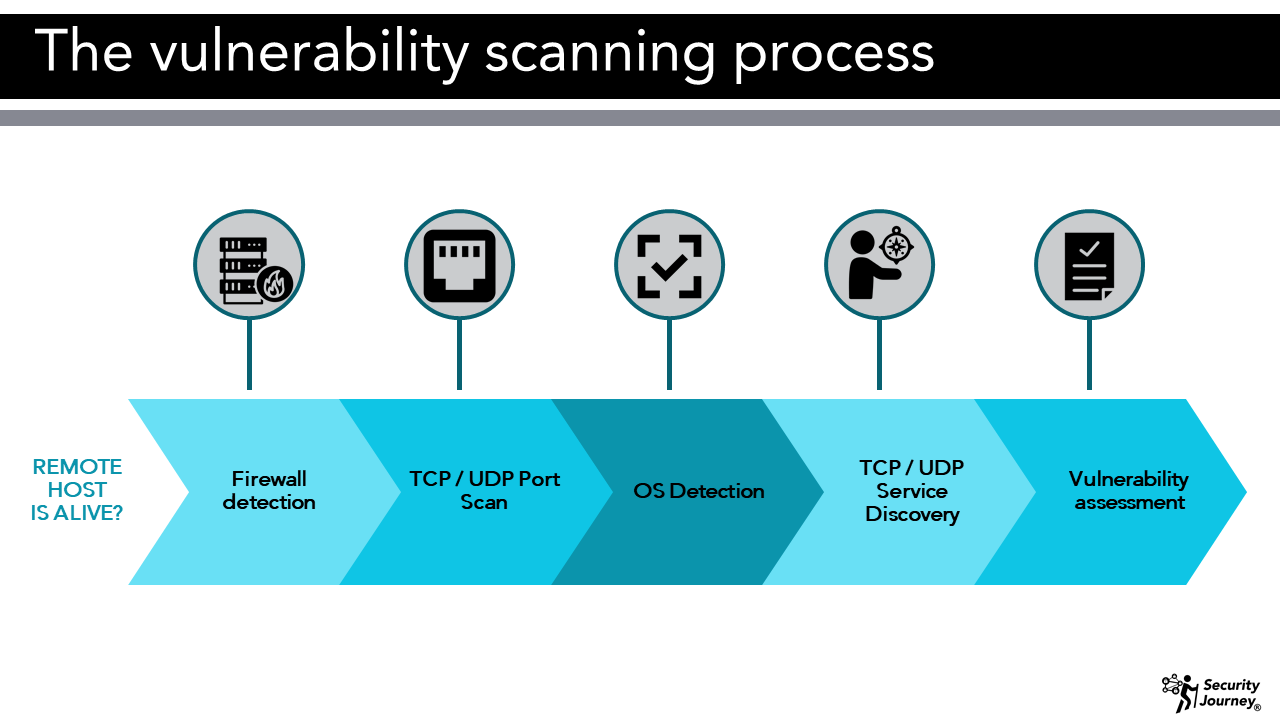 The vulnerability scanning process
REMOTE
HOST
IS ALIVE?
Firewall
detection
TCP / UDP Port
Scan
OS Detection
TCP / UDP
Service
Discovery
Vulnerability
assessment
Security
Journey®